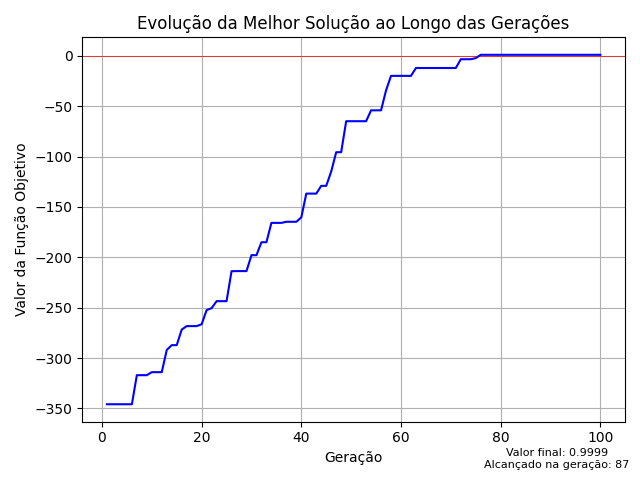 Evolução da Melhor Solução ao Longo das Gerações
Valor da Função Objetivo
0
−50
−100
−150
−200
−250
−300
−350
0 20 40 60 80 100
Geração
Valor final: 0.9999
Alcançado na geração: 87